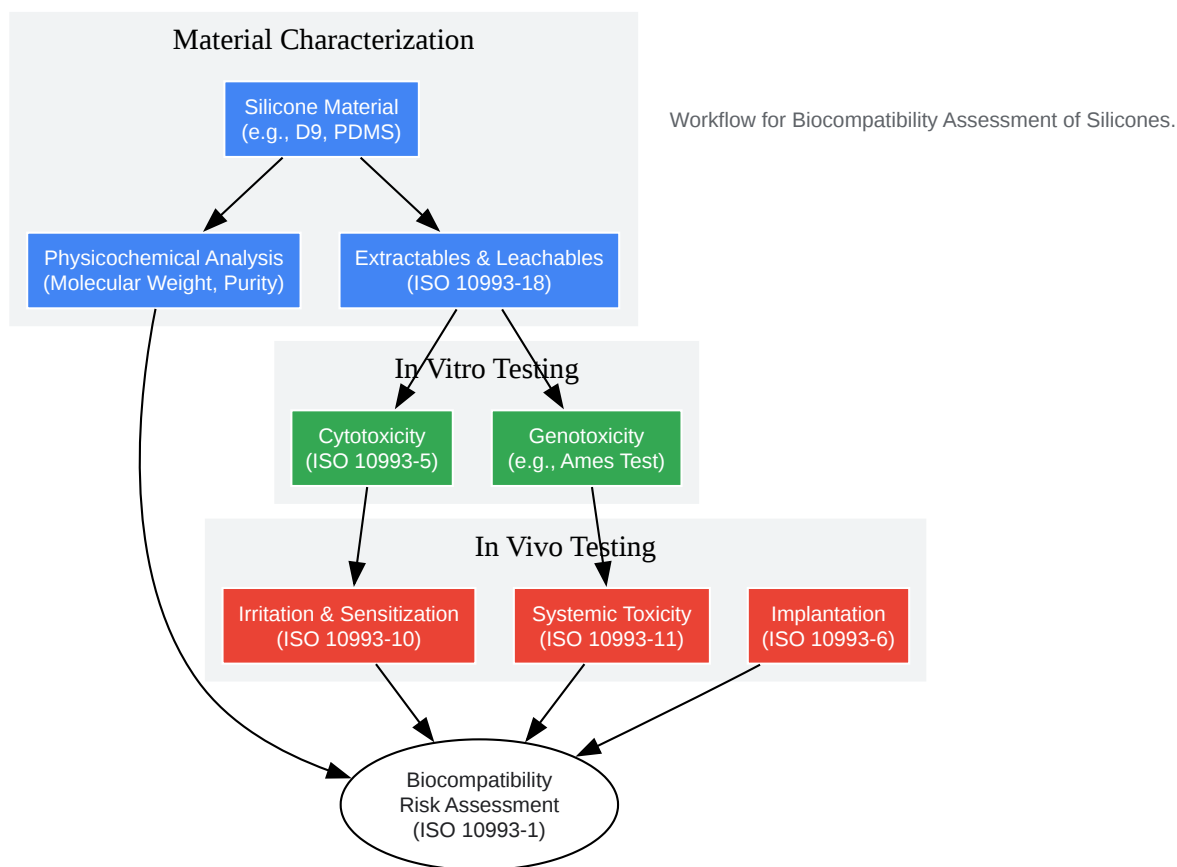 Material Characterization
Silicone Material
(e.g., D9, PDMS)
Workflow for Biocompatibility Assessment of Silicones.
Physicochemical Analysis
(Molecular Weight, Purity)
Extractables & Leachables
(ISO 10993-18)
In Vitro Testing
Cytotoxicity
(ISO 10993-5)
Genotoxicity
(e.g., Ames Test)
In Vivo Testing
Irritation & Sensitization
(ISO 10993-10)
Systemic Toxicity
(ISO 10993-11)
Implantation
(ISO 10993-6)
Biocompatibility
Risk Assessment
(ISO 10993-1)